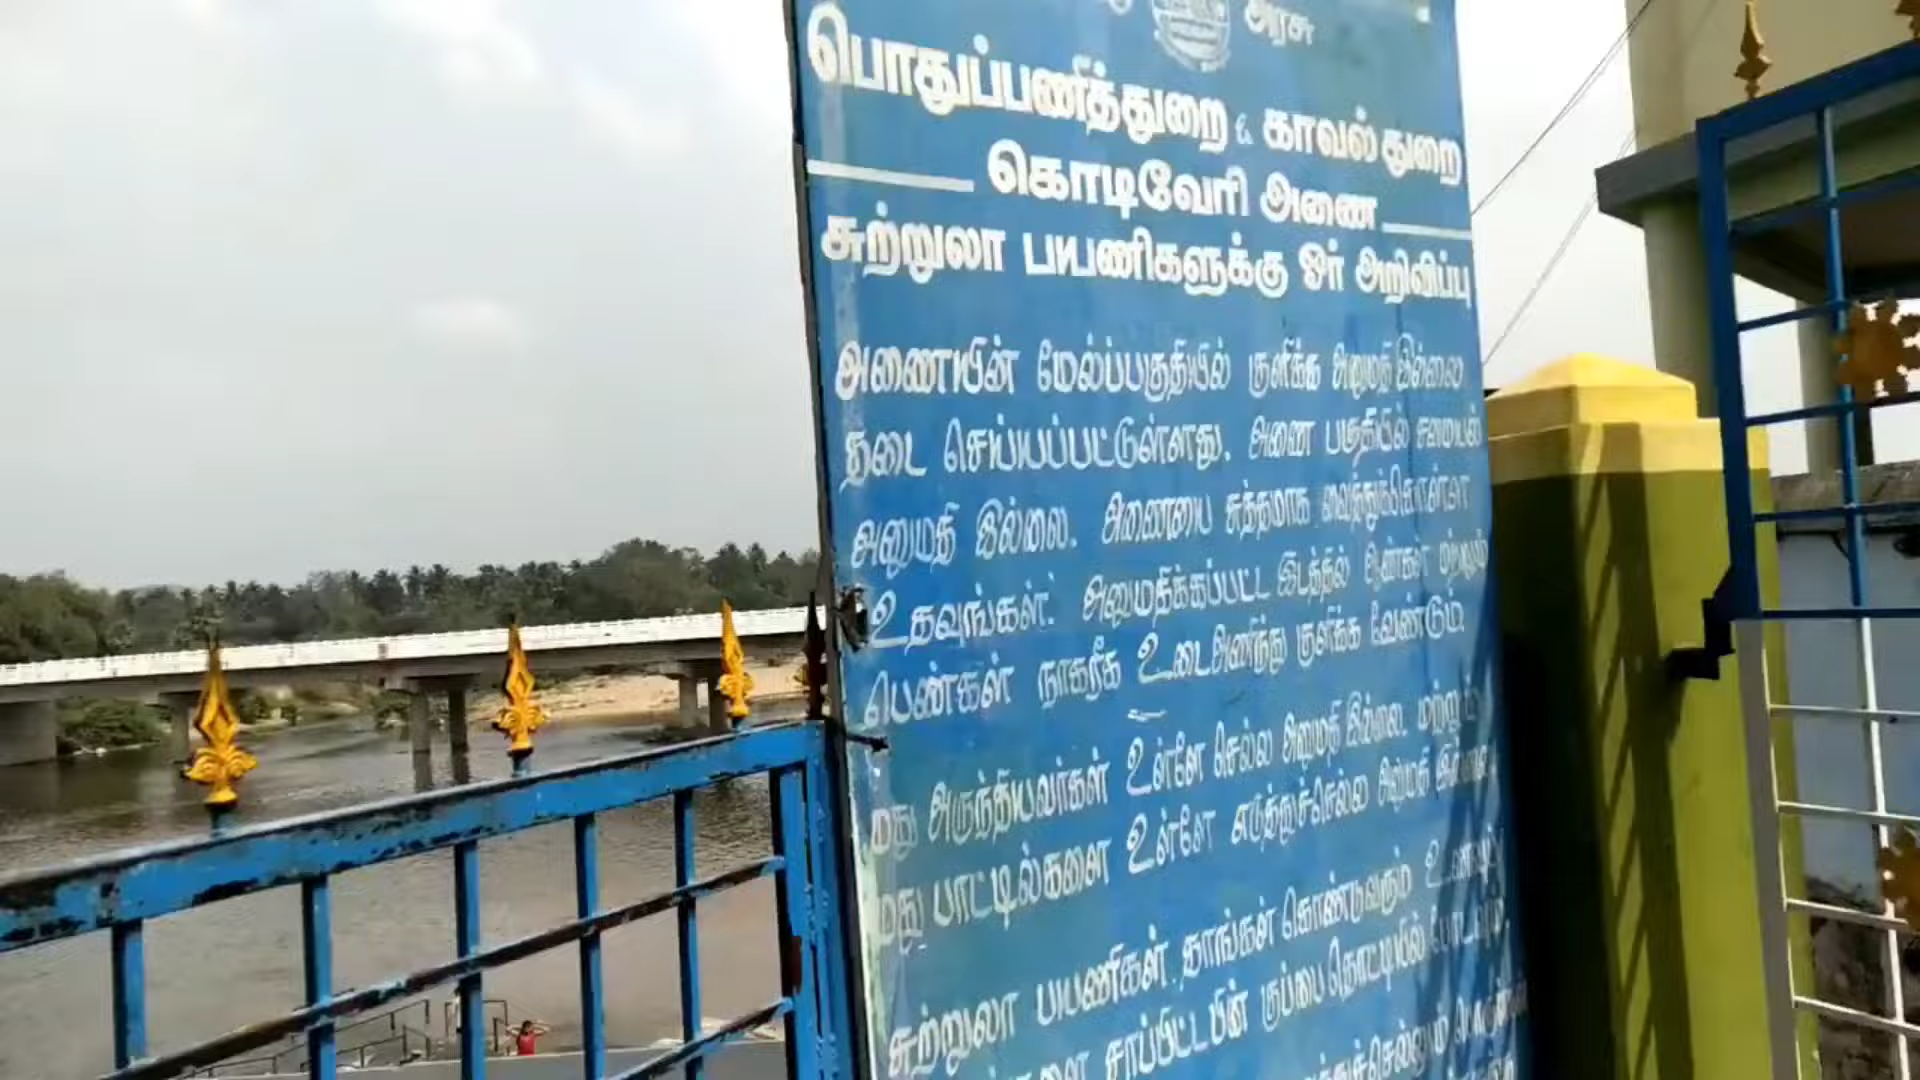 அரசு
பொதுப்பணித்துறை & காவல் துறை
கொடிவேரி அணை
சுற்றுலா பயணிகளுக்கு ஓர் அறிவிப்பு
அணையின் மேல்ப்பகுதியில் குளிக்க அனுமதி இல்லை
தடை செய்யப்பட்டுள்ளது. அணை பகுதியில் சமையல்
அனுமதி இல்லை. அணையை சுத்தமாக வைத்துக்கொள்ள
உதவுங்கள். அனுமதிக்கப்பட்ட இடத்தில் ஆண்கள் மற்றும்
பெண்கள் நாகரீக உடைஅணிந்து குளிக்க வேண்டும்.
மது அருந்தியவர்கள் உள்ளே செல்ல அனுமதி இல்லை. மற்றும்
மது பாட்டில்களை உள்ளே எடுத்துச்செல்ல அனுமதி இல்லை
சுற்றுலா பயணிகள் தாங்கள் கொண்டுவரும்
சாப்பிட்டபின் குப்பை தொட்டியில்